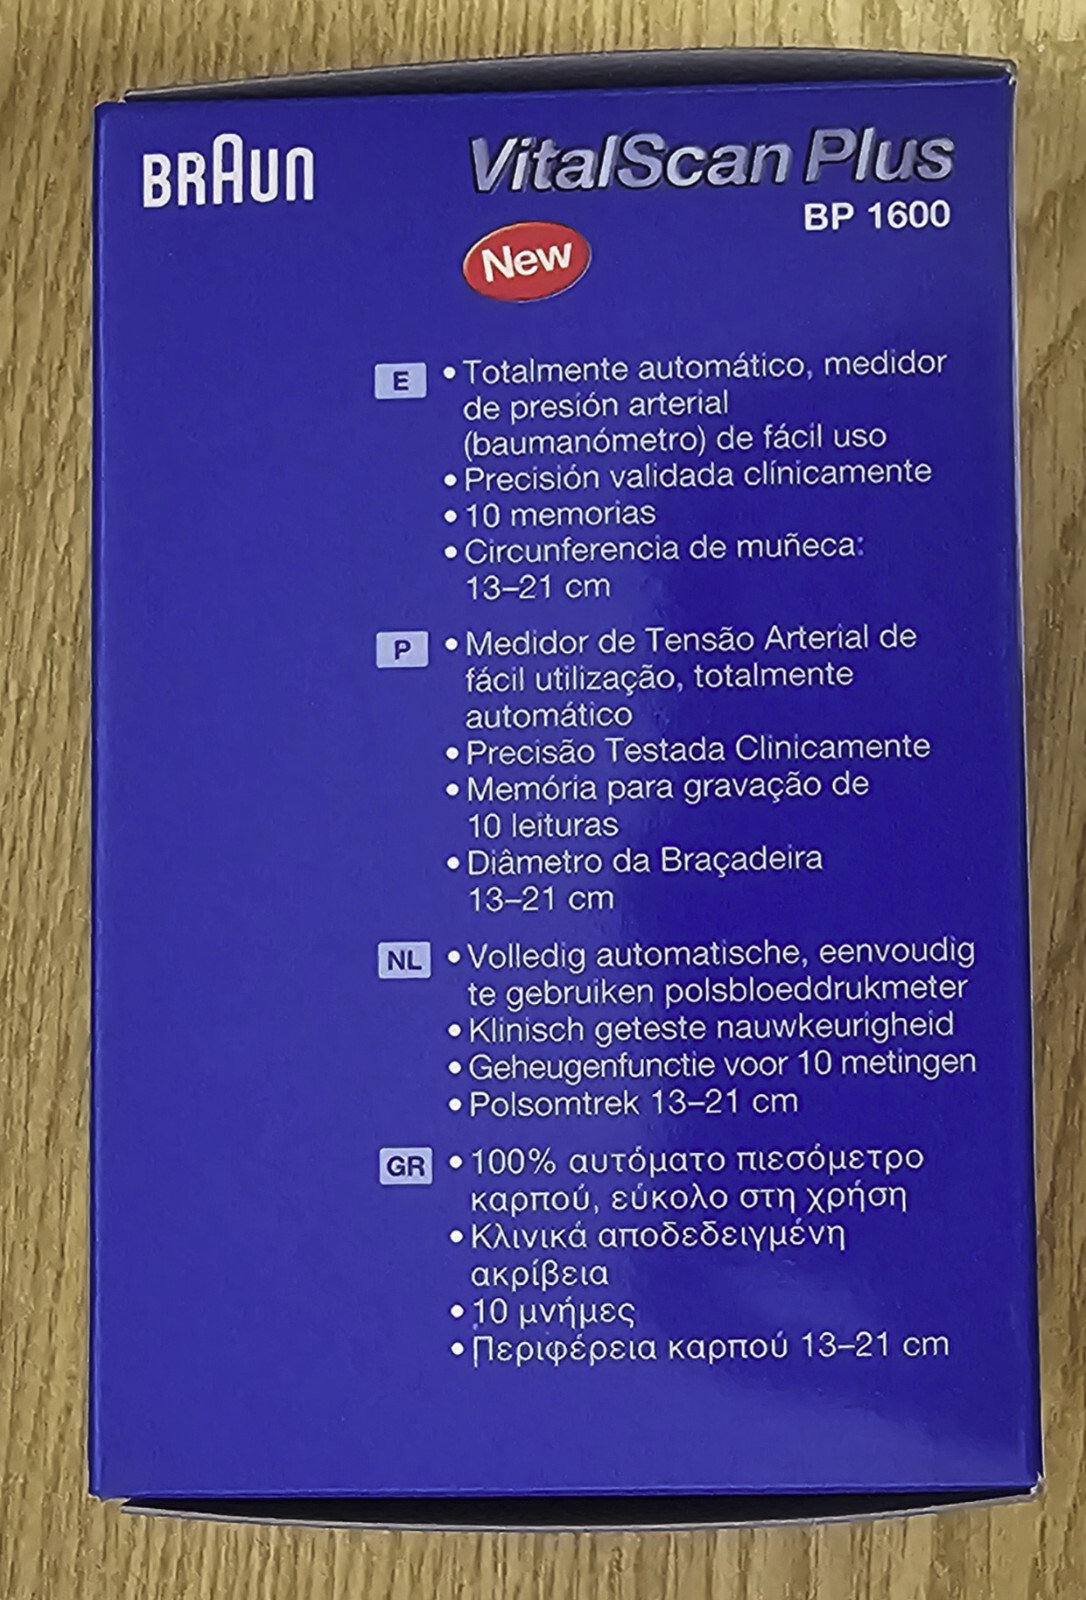 BRAUN
VitalScan Plus
BP 1600
New
E
• Totalmente automático, medidor
de presión arterial
(baumanómetro) de fácil uso
• Precisión validada clínicamente
• 10 memorias
• Circunferencia de muñeca:
13–21 cm
P
• Medidor de Tensão Arterial de
fácil utilização, totalmente
automático
• Precisão Testada Clinicamente
• Memória para gravação de
10 leituras
• Diâmetro da Braçadeira
13–21 cm
NL
• Volledig automatische, eenvoudig
te gebruiken polsbloeddrukmeter
• Klinisch geteste nauwkeurigheid
• Geheugenfunctie voor 10 metingen
• Polsomtrek 13–21 cm
GR
• 100% αυτόματο πιεσόμετρο
καρπού, εύκολο στη χρήση
• Κλινικά αποδεδειγμένη
ακρίβεια
• 10 μνήμες
• Περιφέρεια καρπού 13–21 cm